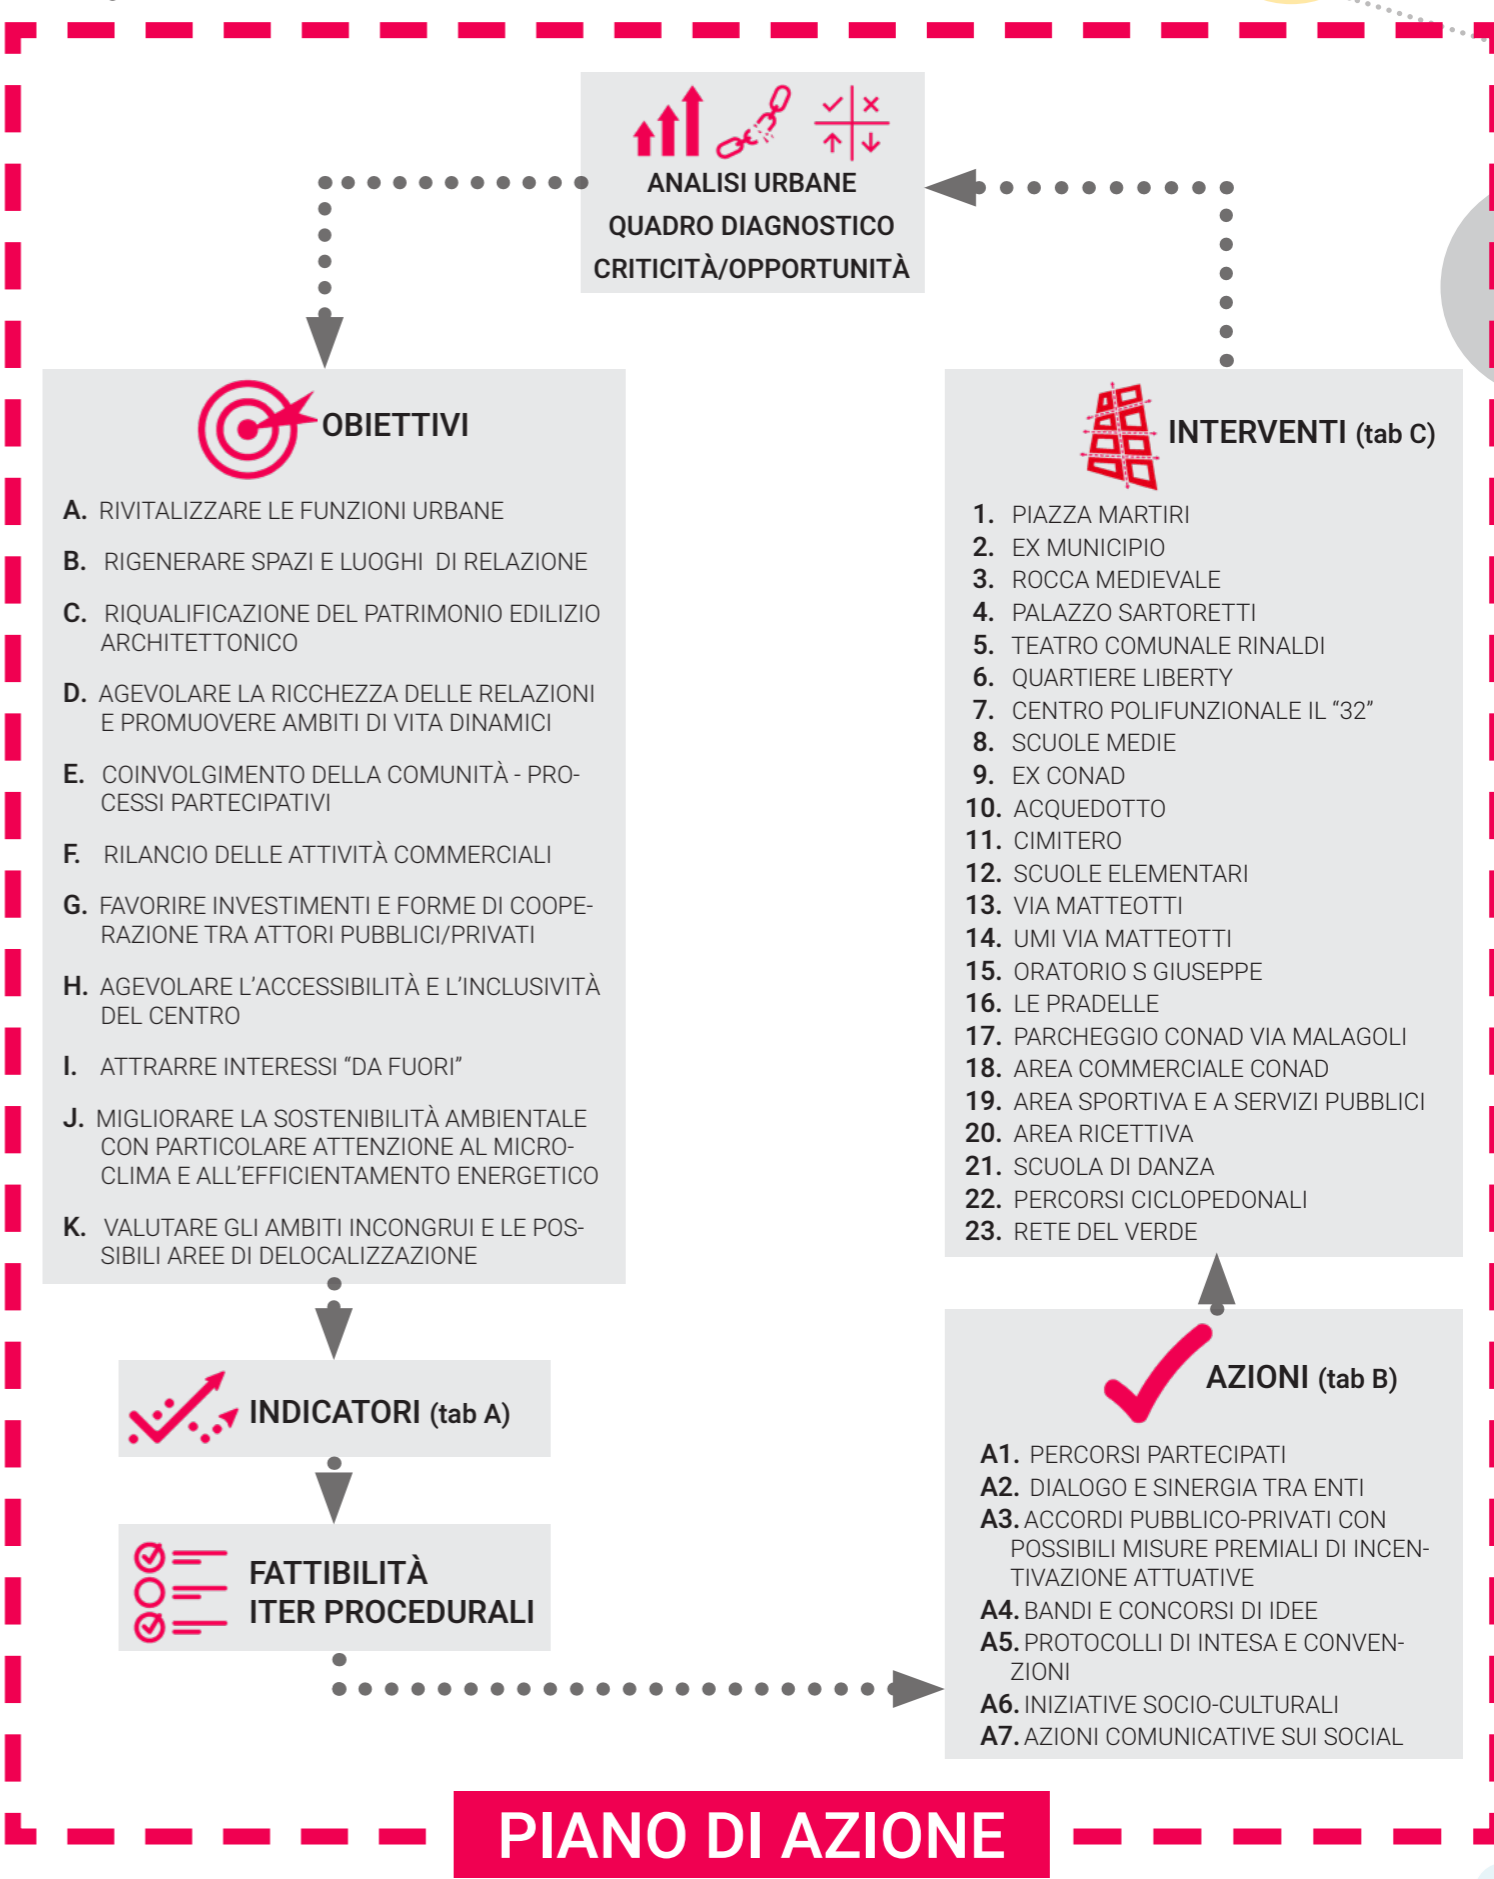 ANALISI URBANE
QUADRO DIAGNOSTICO
CRITICITÀ/OPPORTUNITÀ
OBIETTIVI
A. RIVITALIZZARE LE FUNZIONI URBANE
B. RIGENERARE SPAZI E LUOGHI DI RELAZIONE
C. RIQUALIFICAZIONE DEL PATRIMONIO EDILIZIO
ARCHITETTONICO
D. AGEVOLARE LA RICCHEZZA DELLE RELAZIONI
E PROMUOVERE AMBITI DI VITA DINAMICI
E. COINVOLGIMENTO DELLA COMUNITÀ - PRO-
CESSI PARTECIPATIVI
F. RILANCIO DELLE ATTIVITÀ COMMERCIALI
G. FAVORIRE INVESTIMENTI E FORME DI COOPE-
RAZIONE TRA ATTORI PUBBLICI/PRIVATI
H. AGEVOLARE L'ACCESSIBILITÀ E L'INCLUSIVITÀ
DEL CENTRO
I. ATTRARRE INTERESSI “DA FUORI”
J. MIGLIORARE LA SOSTENIBILITÀ AMBIENTALE
CON PARTICOLARE ATTENZIONE AL MICRO-
CLIMA E ALL'EFFICIENTAMENTO ENERGETICO
K. VALUTARE GLI AMBITI INCONGRUI E LE POS-
SIBILI AREE DI DELOCALIZZAZIONE
INDICATORI (tab A)
FATTIBILITÀ
ITER PROCEDURALI
INTERVENTI (tab C)
1. PIAZZA MARTIRI
2. EX MUNICIPIO
3. ROCCA MEDIEVALE
4. PALAZZO SARTORETTI
5. TEATRO COMUNALE RINALDI
6. QUARTIERE LIBERTY
7. CENTRO POLIFUNZIONALE IL “32”
8. SCUOLE MEDIE
9. EX CONAD
10. ACQUEDOTTO
11. CIMITERO
12. SCUOLE ELEMENTARI
13. VIA MATTEOTTI
14. UMI VIA MATTEOTTI
15. ORATORIO S GIUSEPPE
16. LE PRADELLE
17. PARCHEGGIO CONAD VIA MALAGOLI
18. AREA COMMERCIALE CONAD
19. AREA SPORTIVA E A SERVIZI PUBBLICI
20. AREA RICETTIVA
21. SCUOLA DI DANZA
22. PERCORSI CICLOPEDONALI
23. RETE DEL VERDE
AZIONI (tab B)
A1. PERCORSI PARTECIPATI
A2. DIALOGO E SINERGIA TRA ENTI
A3. ACCORDI PUBBLICO-PRIVATI CON
POSSIBILI MISURE PREMIALI DI INCEN-
TIVAZIONE ATTUATIVE
A4. BANDI E CONCORSI DI IDEE
A5. PROTOCOLLI DI INTESA E CONVEN-
ZIONI
A6. INIZIATIVE SOCIO-CULTURALI
A7. AZIONI COMUNICATIVE SUI SOCIAL
PIANO DI AZIONE